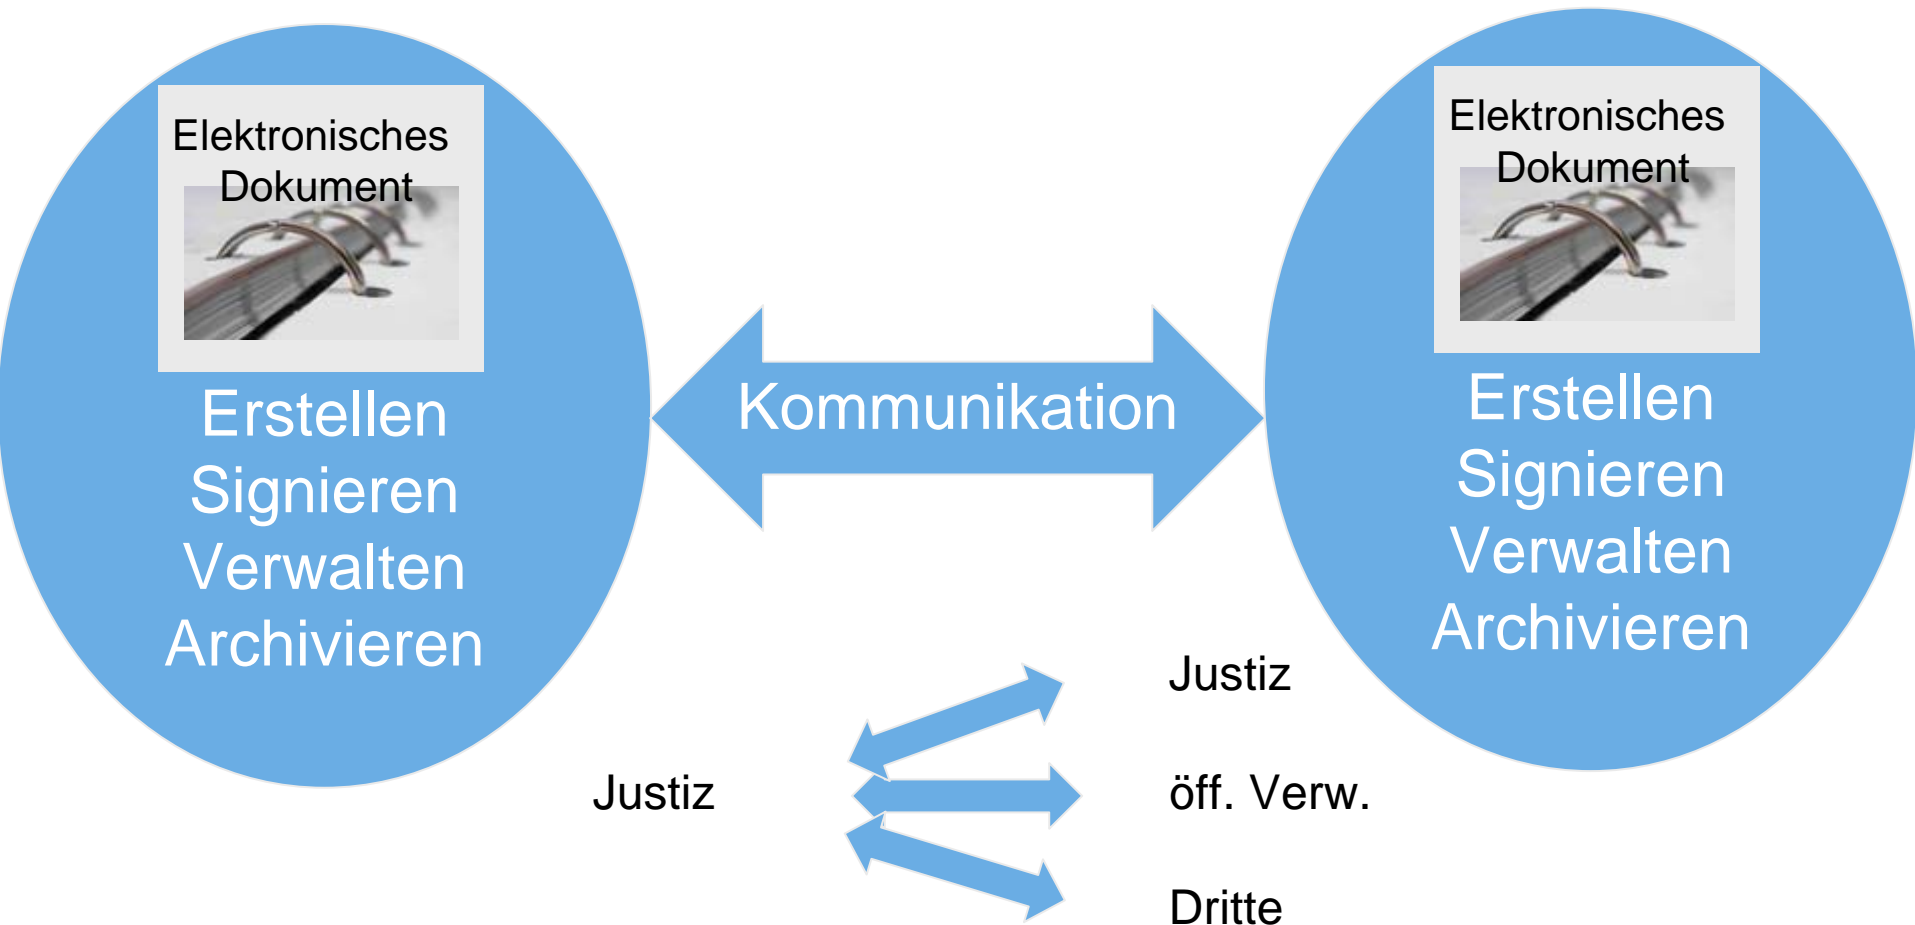 Elektronisches
Dokument
Erstellen
Signieren
Verwalten
Archivieren
Kommunikation
Elektronisches
Dokument
Erstellen
Signieren
Verwalten
Archivieren
Justiz
Justiz
öff. Verw.
Dritte